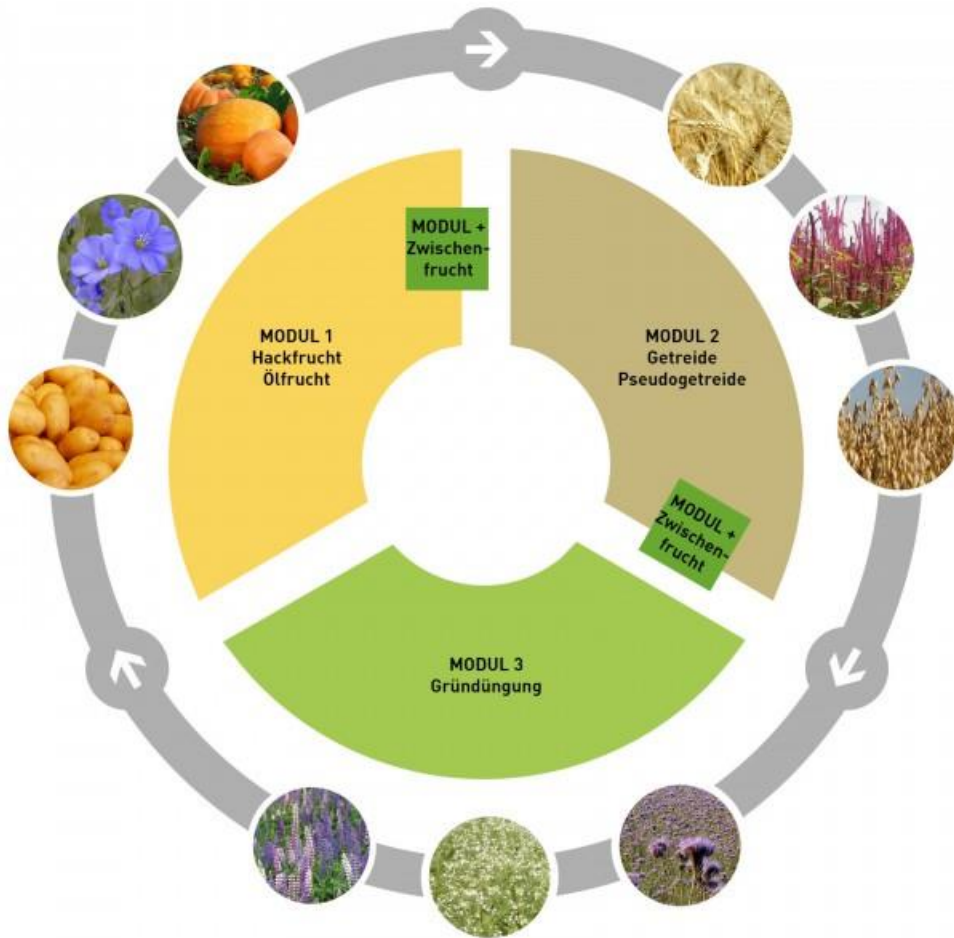 MODUL +
Zwischen-
frucht
MODUL 1
Hackfrucht
Ölfrucht
MODUL 2
Getreide
Pseudogetreide
MODUL +
Zwischen-
frucht
MODUL 3
Gründüngung